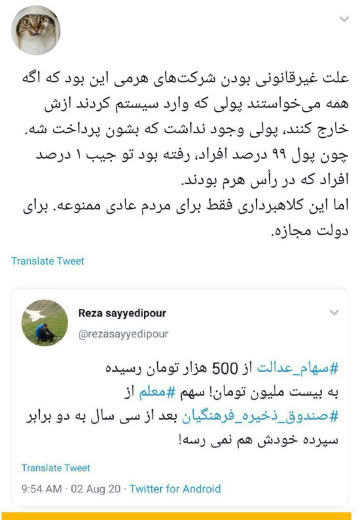 علت غیرقانونی بودن شرکت‌های هرمی این بود که اگه
همه می‌خواستند پولی که وارد سیستم کردند ازش
خارج کنند، پولی وجود نداشت که بشون پرداخت شه.
چون پول ۹۹ درصد افراد، رفته بود تو جیب ۱ درصد
افراد که در رأس هرم بودند.
اما این کلاهبرداری فقط برای مردم عادی ممنوعه. برای
دولت مجازه.
Translate Tweet
Reza sayyedipour
@rezasayyedipour
#سهام_عدالت از 500 هزار تومان رسیده
به بیست ملیون تومان! سهم #معلم از
#صندوق_ذخیره_فرهنگیان بعد از سی سال به دو برابر
سپرده خودش هم نمی رسه!
Translate Tweet
9:54 AM · 02 Aug 20 · Twitter for Android